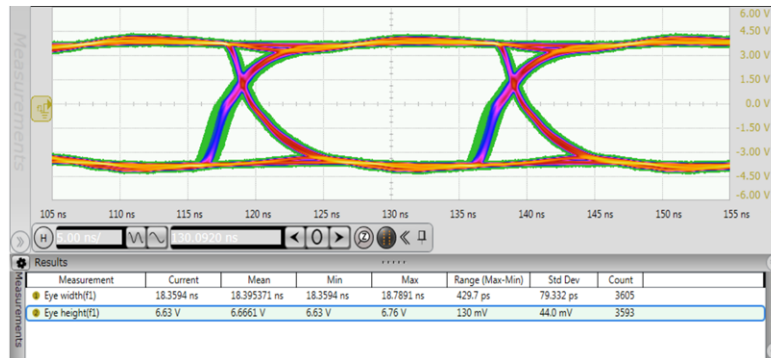 Measurements
6.00 V
4.50 V
3.00 V
1.50 V
0.0 V
-1.50 V
-3.00 V
-4.50 V
-6.00 V
105 ns 110 ns 115 ns 120 ns 125 ns 130 ns 135 ns 140 ns 145 ns 150 ns 155 ns
H 5.00 ns/ 130.0920 ns 0 Z
Results
Measurements
Measurement Current Mean Min Max Range (Max-Min) Std Dev Count
1 Eye width(f1) 18.3594 ns 18.395371 ns 18.3594 ns 18.7891 ns 429.7 ps 79.332 ps 3605
2 Eye height(f1) 6.63 V 6.6661 V 6.63 V 6.76 V 130 mV 44.0 mV 3593